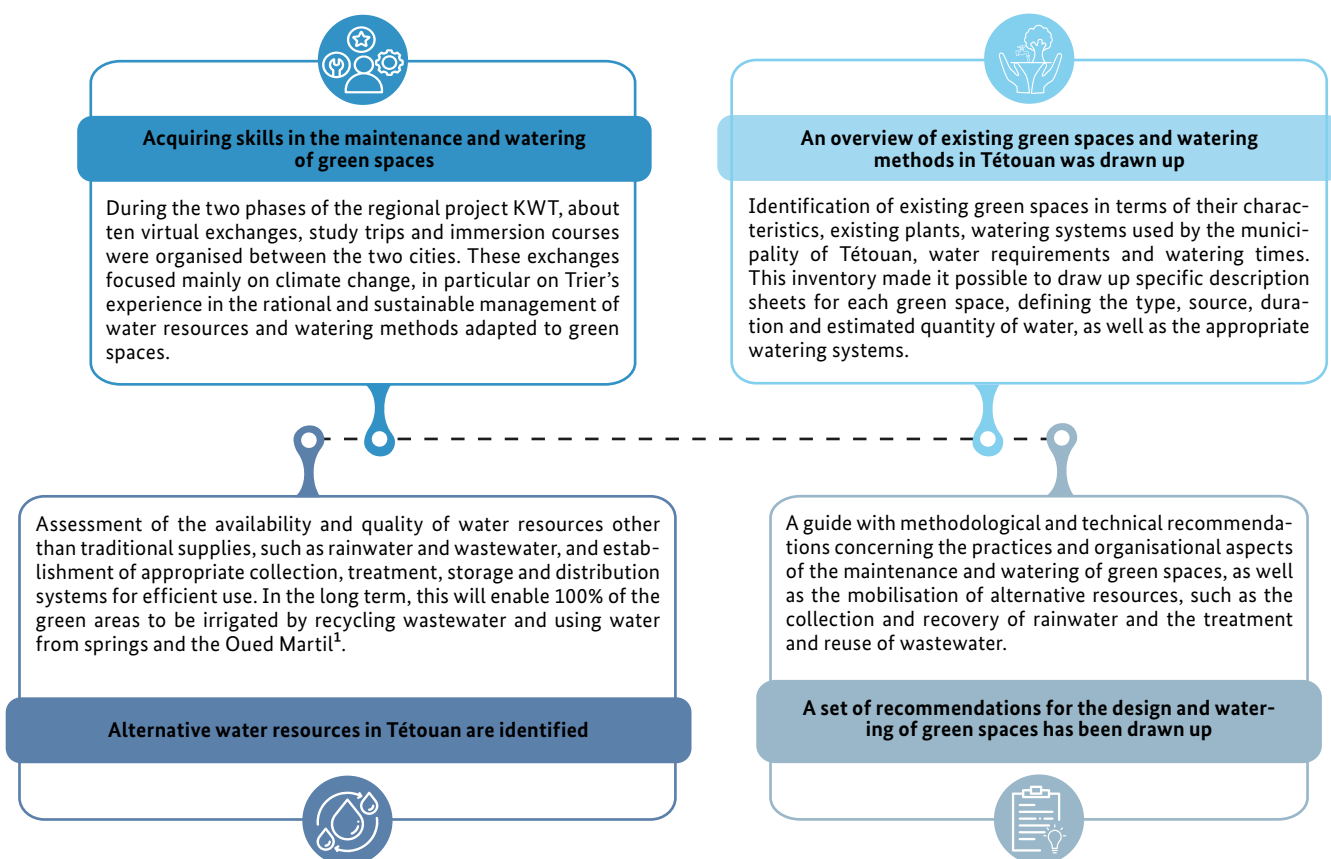 Acquiring skills in the maintenance and watering
of green spaces
During the two phases of the regional project KWT, about
ten virtual exchanges, study trips and immersion courses
were organised between the two cities. These exchanges
focused mainly on climate change, in particular on Trier’s
experience in the rational and sustainable management of
water resources and watering methods adapted to green
spaces.
An overview of existing green spaces and watering
methods in Tétouan was drawn up
Identification of existing green spaces in terms of their charac-
teristics, existing plants, watering systems used by the munici-
pality of Tétouan, water requirements and watering times.
This inventory made it possible to draw up specific description
sheets for each green space, defining the type, source, dura-
tion and estimated quantity of water, as well as the appropriate
watering systems.
Assessment of the availability and quality of water resources other
than traditional supplies, such as rainwater and wastewater, and estab-
lishment of appropriate collection, treatment, storage and distribution
systems for efficient use. In the long term, this will enable 100% of the
green areas to be irrigated by recycling wastewater and using water
from springs and the Oued Martil¹.
Alternative water resources in Tétouan are identified
A guide with methodological and technical recommenda-
tions concerning the practices and organisational aspects
of the maintenance and watering of green spaces, as well
as the mobilisation of alternative resources, such as the
collection and recovery of rainwater and the treatment
and reuse of wastewater.
A set of recommendations for the design and water-
ing of green spaces has been drawn up